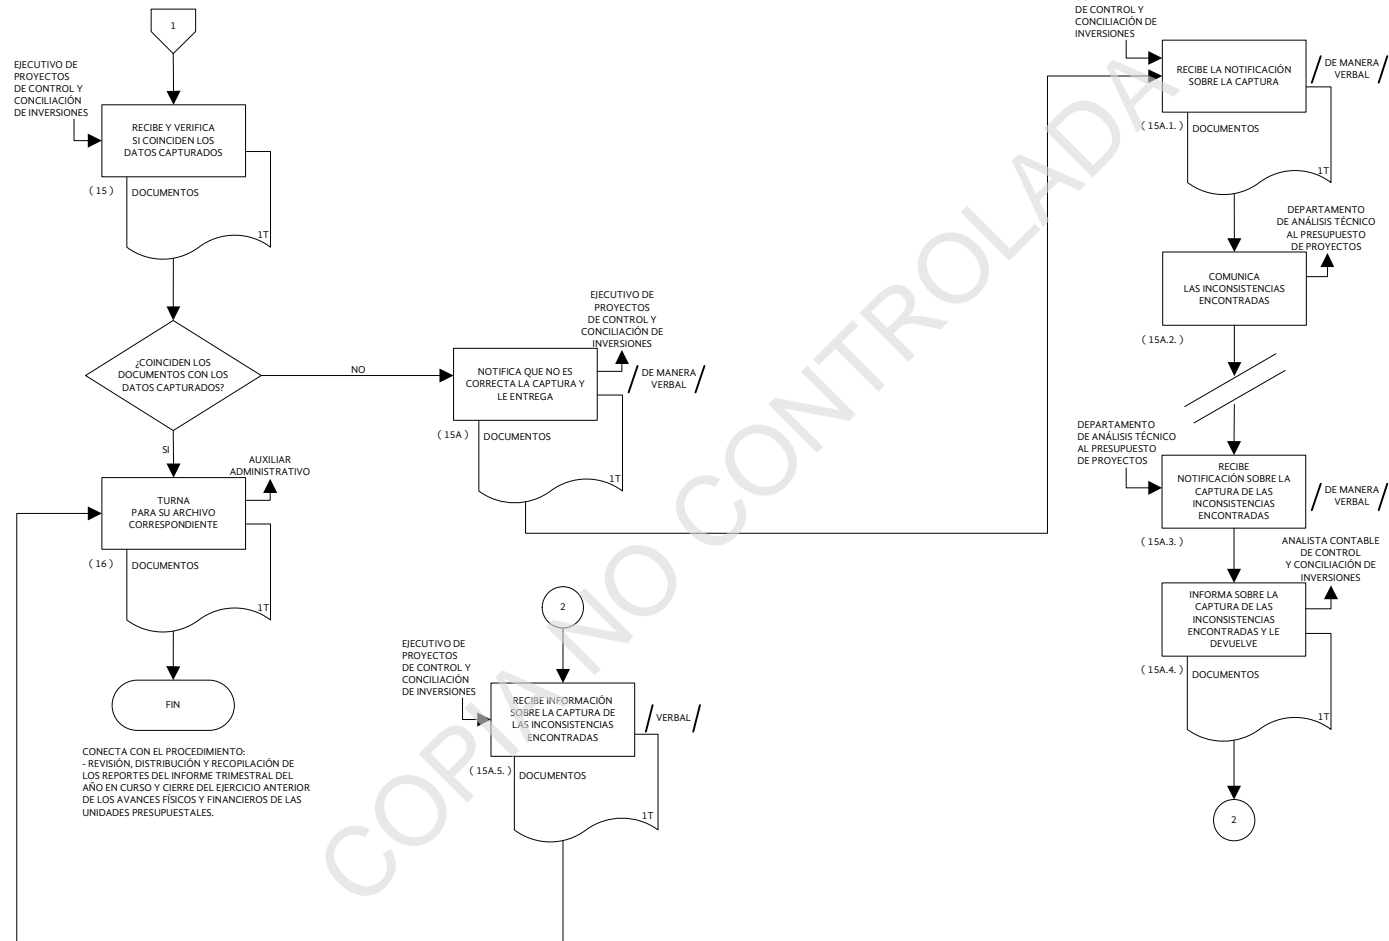 1
EJECUTIVO DE
PROYECTOS
DE CONTROL Y
CONCILIACIÓN
DE INVERSIONES
RECIBE Y VERIFICA
SI COINCIDEN LOS
DATOS CAPTURADOS
( 15 )
DOCUMENTOS
1T
¿COINCIDEN LOS
DOCUMENTOS CON LOS
DATOS CAPTURADOS?
NO
SI
AUXILIAR
ADMINISTRATIVO
TURNA
PARA SU ARCHIVO
CORRESPONDIENTE
( 16 )
DOCUMENTOS
1T
FIN
CONECTA CON EL PROCEDIMIENTO:
- REVISIÓN, DISTRIBUCIÓN Y RECOPILACIÓN DE
LOS REPORTES DEL INFORME TRIMESTRAL DEL
AÑO EN CURSO Y CIERRE DEL EJERCICIO ANTERIOR
DE LOS AVANCES FÍSICOS Y FINANCIEROS DE LAS
UNIDADES PRESUPUESTALES.
EJECUTIVO DE
PROYECTOS
DE CONTROL Y
CONCILIACIÓN DE
INVERSIONES
NOTIFICA QUE NO ES
CORRECTA LA CAPTURA Y
LE ENTREGA
DE MANERA
VERBAL
( 15A )
DOCUMENTOS
1T
2
EJECUTIVO DE
PROYECTOS
DE CONTROL Y
CONCILIACIÓN
DE INVERSIONES
RECIBE INFORMACIÓN
SOBRE LA CAPTURA DE
LAS INCONSISTENCIAS
ENCONTRADAS
VERBAL
( 15A.5. )
DOCUMENTOS
1T
DE CONTROL Y
CONCILIACIÓN DE
INVERSIONES
RECIBE LA NOTIFICACIÓN
SOBRE LA CAPTURA
DE MANERA
VERBAL
( 15A.1. )
DOCUMENTOS
1T
DEPARTAMENTO
DE ANÁLISIS TÉCNICO
AL PRESUPUESTO
DE PROYECTOS
COMUNICA
LAS INCONSISTENCIAS
ENCONTRADAS
( 15A.2. )
DEPARTAMENTO
DE ANÁLISIS TÉCNICO
AL PRESUPUESTO
DE PROYECTOS
RECIBE
NOTIFICACIÓN SOBRE LA
CAPTURA DE LAS
INCONSISTENCIAS
ENCONTRADAS
DE MANERA
VERBAL
( 15A.3. )
ANALISTA CONTABLE
DE CONTROL
Y CONCILIACIÓN DE
INVERSIONES
INFORMA SOBRE LA
CAPTURA DE LAS
INCONSISTENCIAS
ENCONTRADAS Y LE
DEVUELVE
( 15A.4. )
DOCUMENTOS
1T
2
COPIA NO CONTROLADA